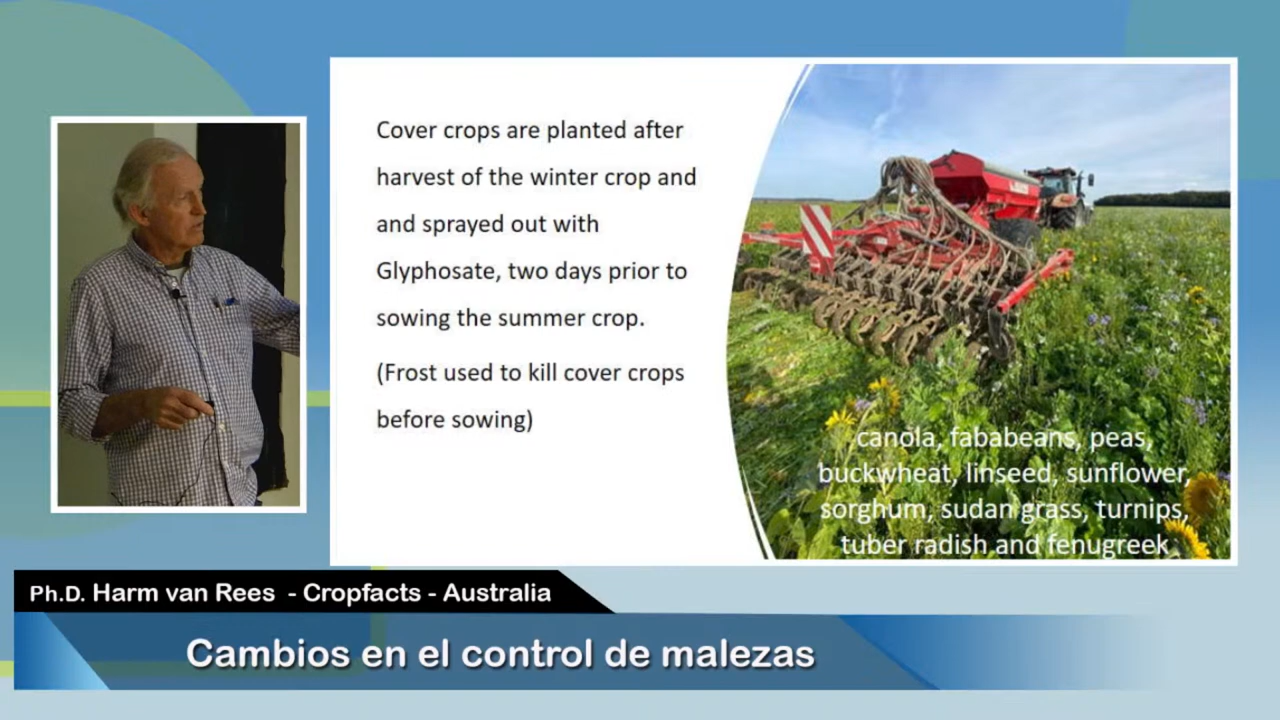 Cover crops are planted after
harvest of the winter crop and
and sprayed out with
Glyphosate, two days prior to
sowing the summer crop.
(Frost used to kill cover crops
before sowing)
canola, fababeans, peas,
buckwheat, linseed, sunflower,
sorghum, sudan grass, turnips,
tuber radish and fenugreek
Ph.D. Harm van Rees - Cropfacts - Australia
Cambios en el control de malezas